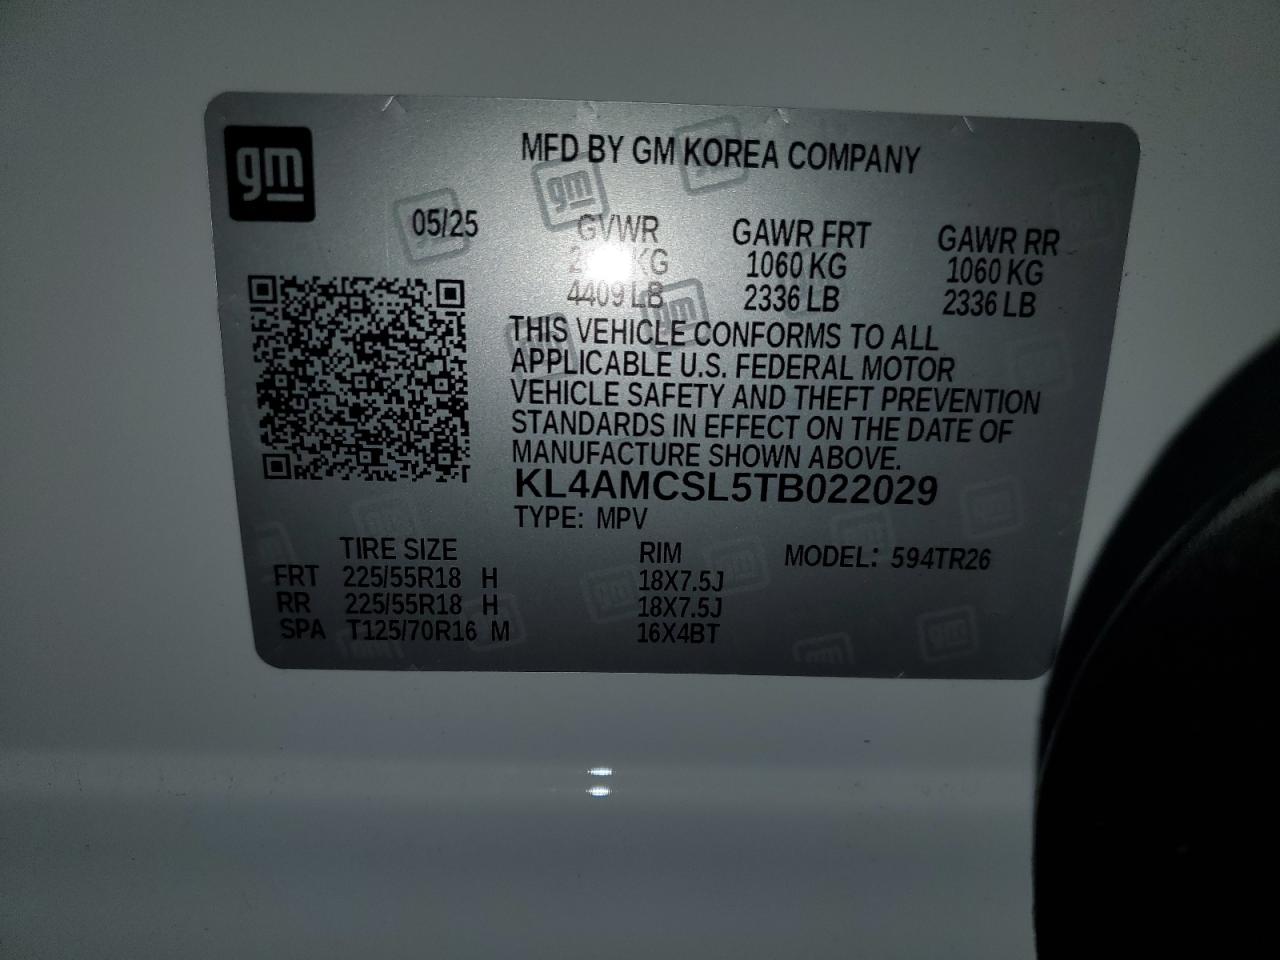 gm
MFD BY GM KOREA COMPANY
05/25 GVWR GAWR FRT GAWR RR
KG 1060 KG 1060 KG
4409 LB 2336 LB 2336 LB
THIS VEHICLE CONFORMS TO ALL
APPLICABLE U.S. FEDERAL MOTOR
VEHICLE SAFETY AND THEFT PREVENTION
STANDARDS IN EFFECT ON THE DATE OF
MANUFACTURE SHOWN ABOVE.
KL4AMCSL5TB022029
TYPE: MPV
TIRE SIZE RIM MODEL: 594TR26
FRT 225/55R18 H 18X7.5J
RR 225/55R18 H 18X7.5J
SPA T125/70R16 M 16X4BT